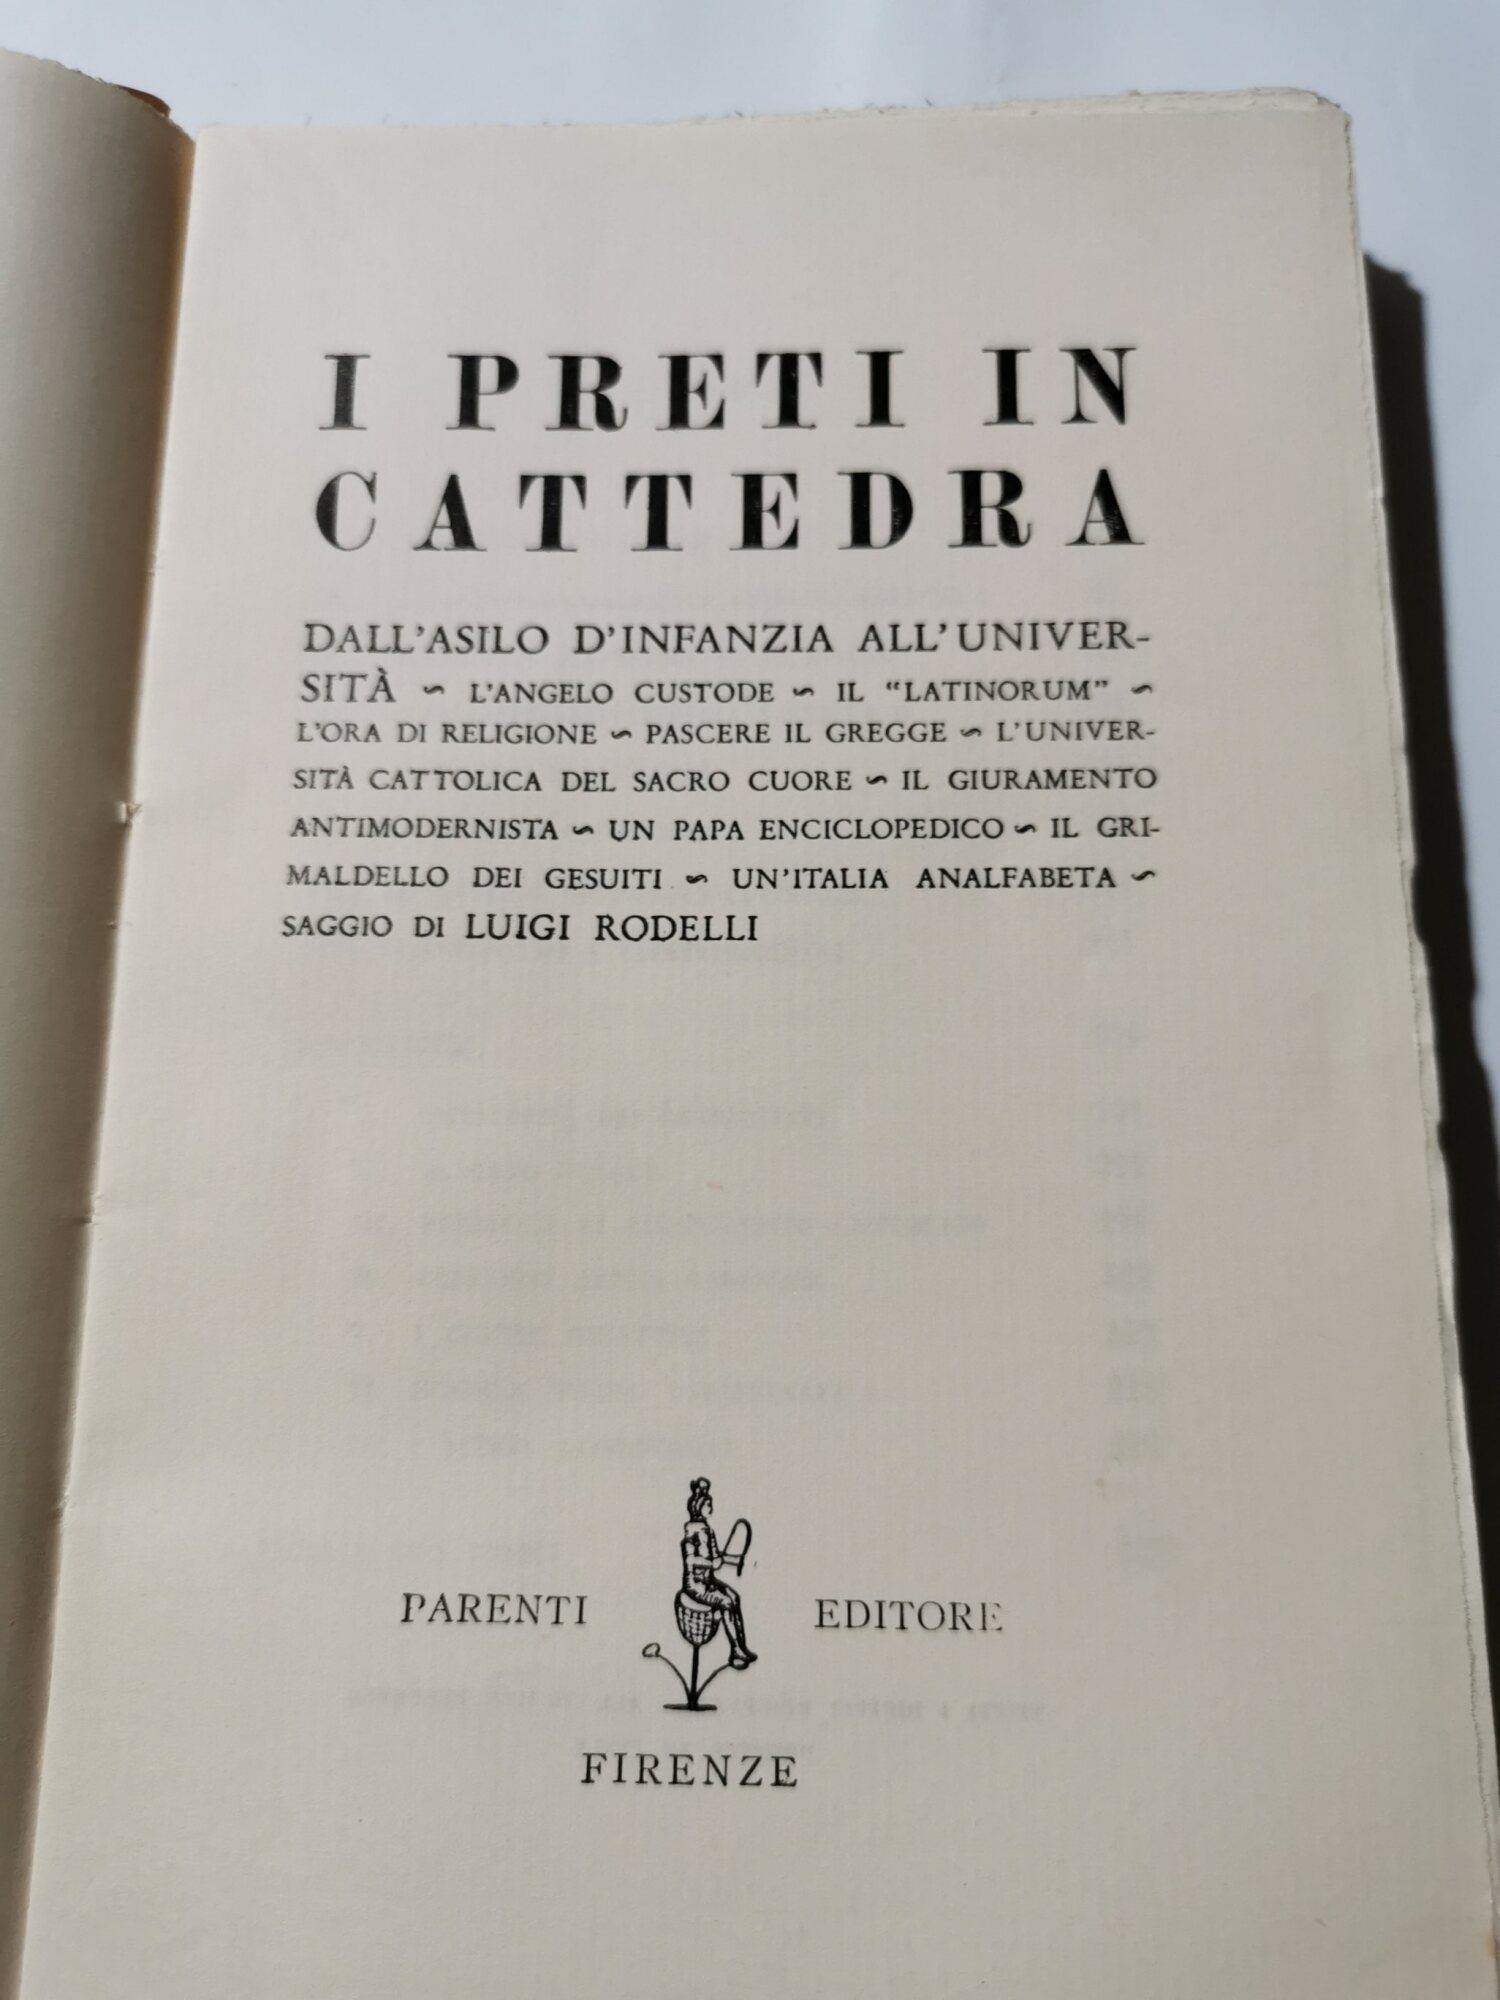 I PRETI IN
CATTEDRA
DALL'ASILO D'INFANZIA ALL'UNIVER-
SITÀ ~ L'ANGELO CUSTODE ~ IL "LATINORUM" ~
L'ORA DI RELIGIONE ~ PASCERE IL GREGGE ~ L'UNIVER-
SITÀ CATTOLICA DEL SACRO CUORE ~ IL GIURAMENTO
ANTIMODERNISTA ~ UN PAPA ENCICLOPEDICO ~ IL GRI-
MALDELLO DEI GESUITI ~ UN'ITALIA ANALFABETA ~
SAGGIO DI LUIGI RODELLI
PARENTI EDITORE
FIRENZE